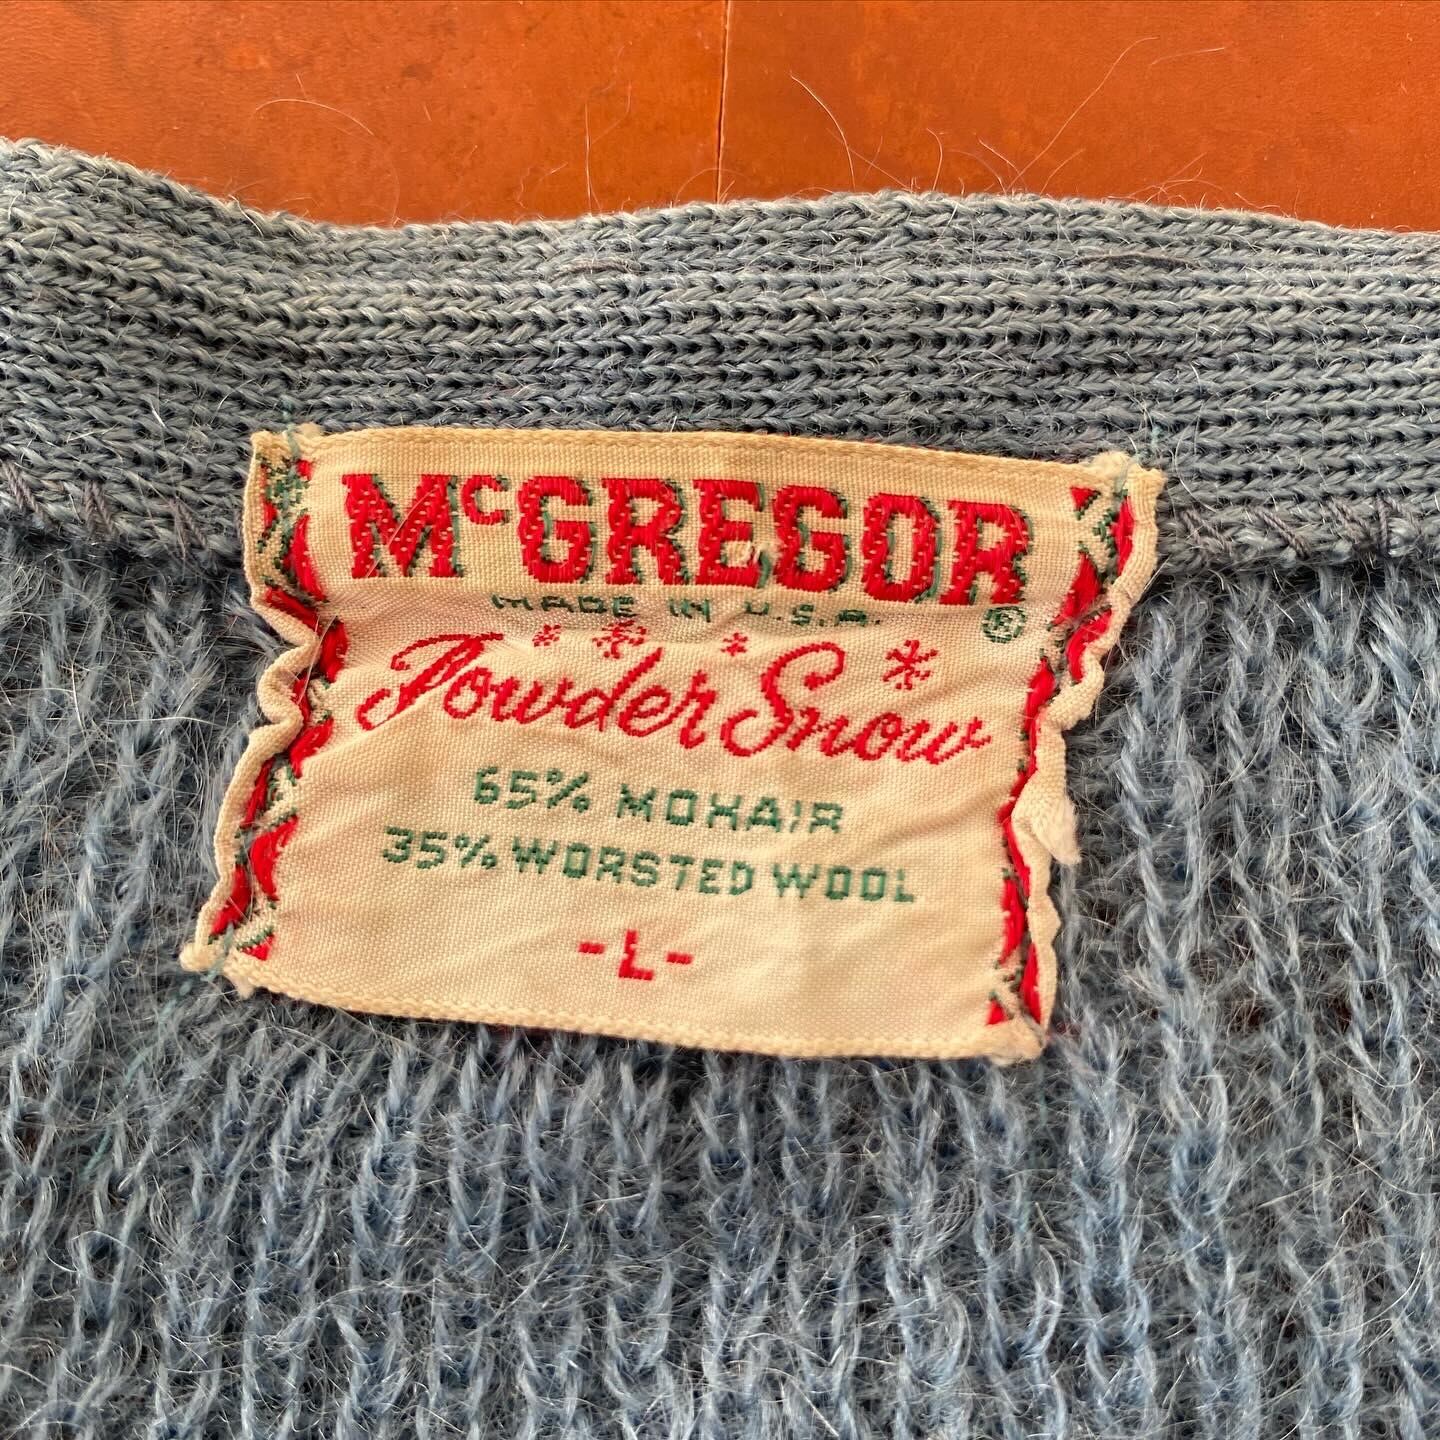 McGREGOR
MADE IN U.S.A. ®
Powder Snow
65% MOHAIR
35% WORSTED WOOL
-L-